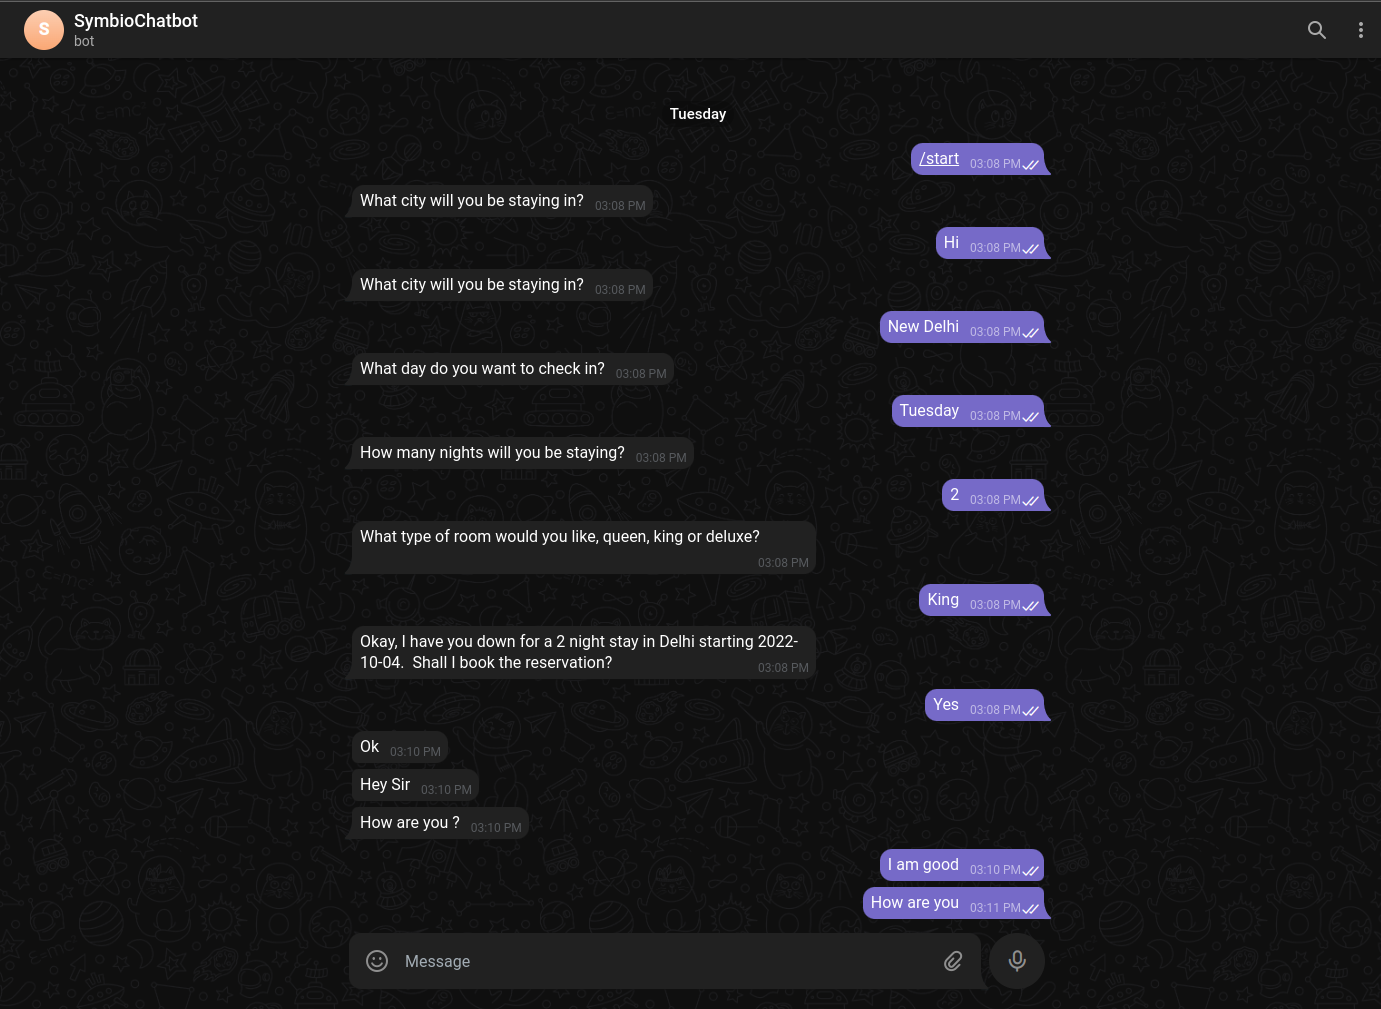 S
SymbioChatbot
bot
Tuesday
/start 03:08 PM
What city will you be staying in? 03:08 PM
Hi 03:08 PM
What city will you be staying in? 03:08 PM
New Delhi 03:08 PM
What day do you want to check in? 03:08 PM
Tuesday 03:08 PM
How many nights will you be staying? 03:08 PM
2 03:08 PM
What type of room would you like, queen, king or deluxe?
03:08 PM
King 03:08 PM
Okay, I have you down for a 2 night stay in Delhi starting 2022-
10-04.  Shall I book the reservation? 03:08 PM
Yes 03:08 PM
Ok 03:10 PM
Hey Sir 03:10 PM
How are you ? 03:10 PM
I am good 03:10 PM
How are you 03:11 PM
Message